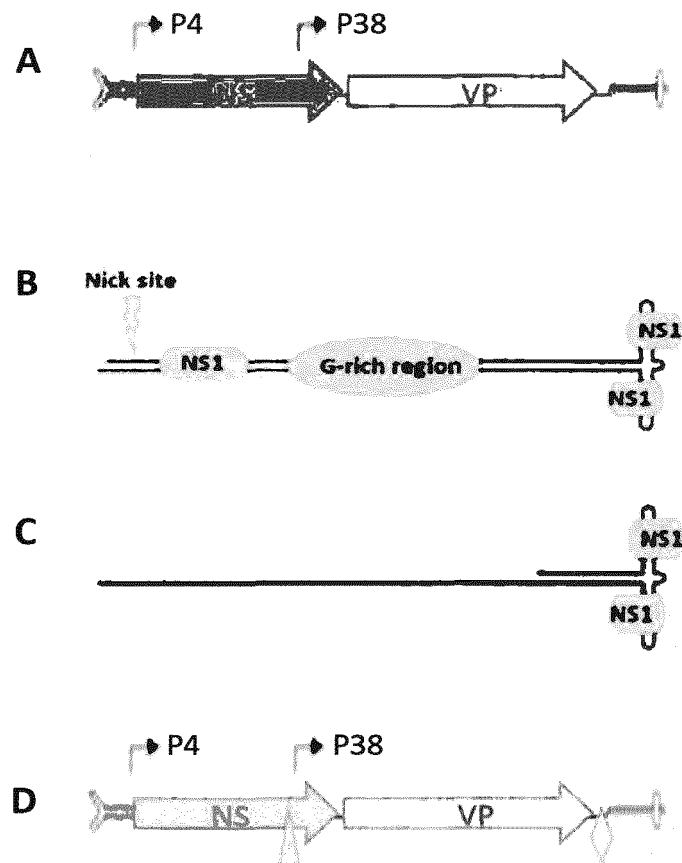 P4 P38
A
VP
B
Nick site
NS1 G-rich region NS1
NS1
C
NS1
NS1
P4 P38
D NS VP